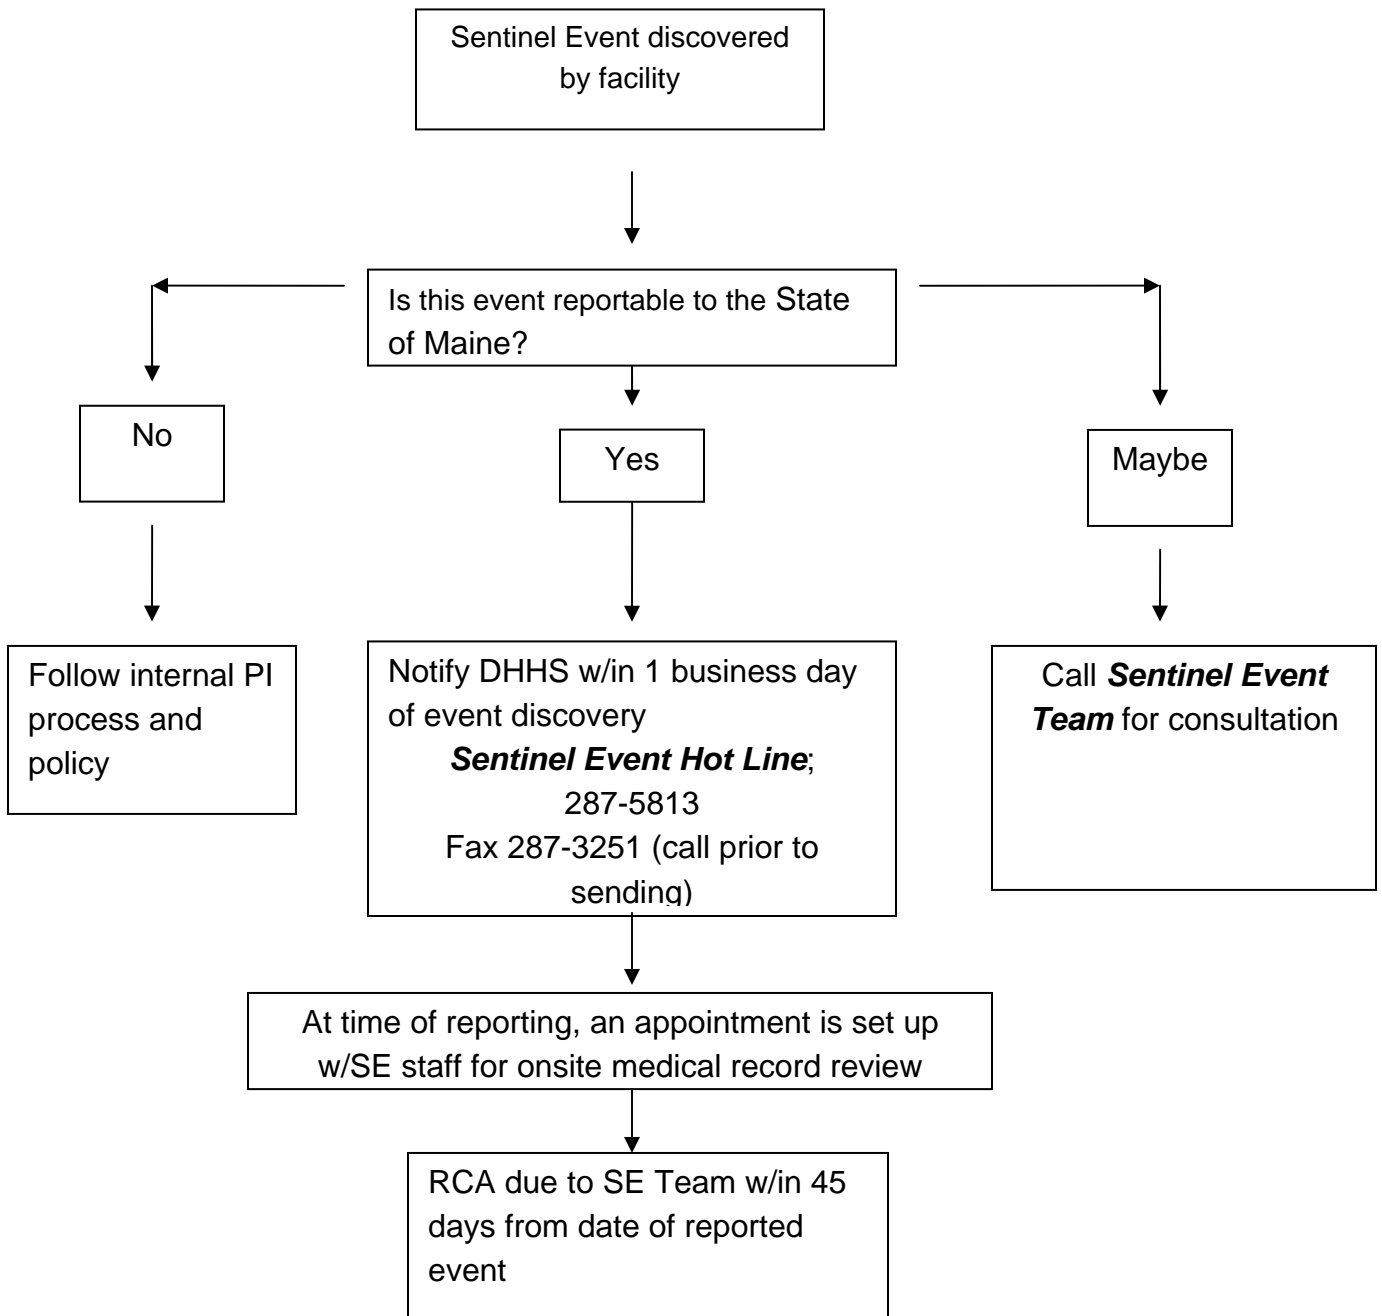 Sentinel Event discovered
by facility
Is this event reportable to the State
of Maine?
No
Yes
Maybe
Follow internal PI
process and
policy
Notify DHHS w/in 1 business day
of event discovery
Sentinel Event Hot Line;
287-5813
Fax 287-3251 (call prior to
sending)
Call Sentinel Event
Team for consultation
At time of reporting, an appointment is set up
w/SE staff for onsite medical record review
RCA due to SE Team w/in 45
days from date of reported
event